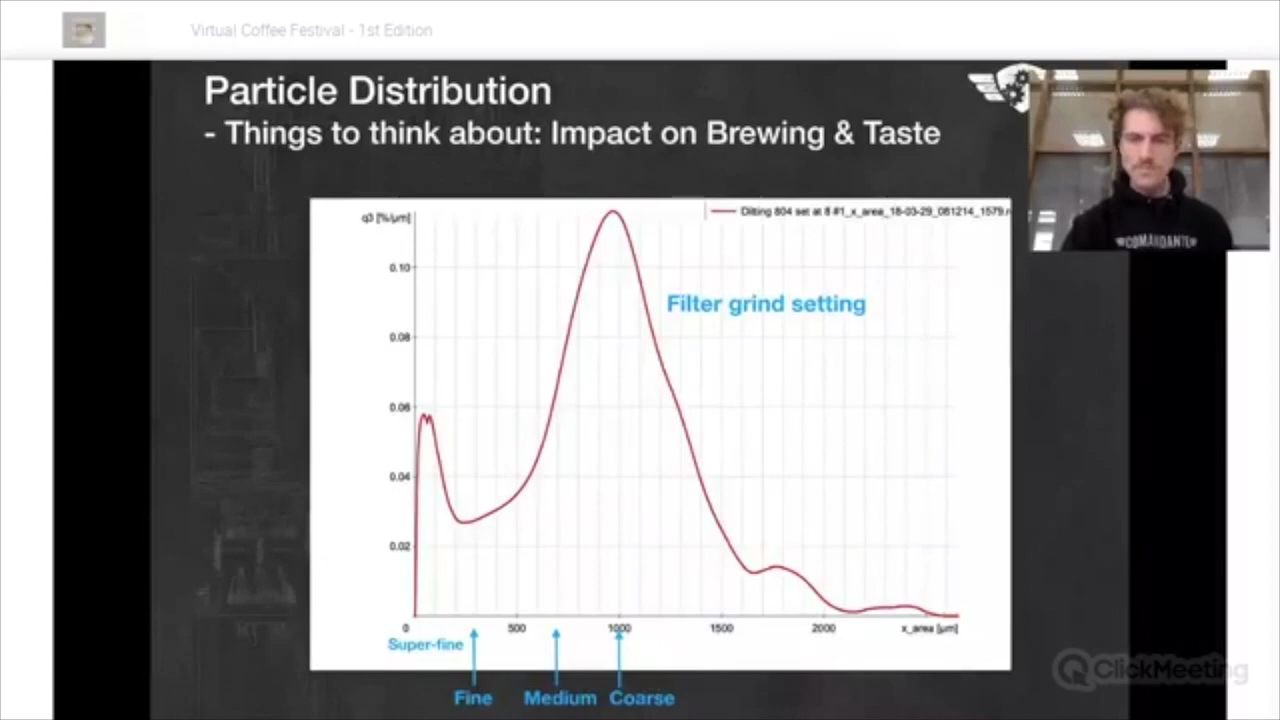 Virtual Coffee Festival - 1st Edition
Particle Distribution
- Things to think about: Impact on Brewing & Taste
COMANDANTE
q3 [%/µm]
Ditting 804 set at 8 #1_x_area_18-03-29_081214_1579.r
Filter grind setting
0.10
0.08
0.06
0.04
0.02
0
500
1000
1500
2000
x_area [µm]
Super-fine
Fine
Medium
Coarse
ClickMeeting